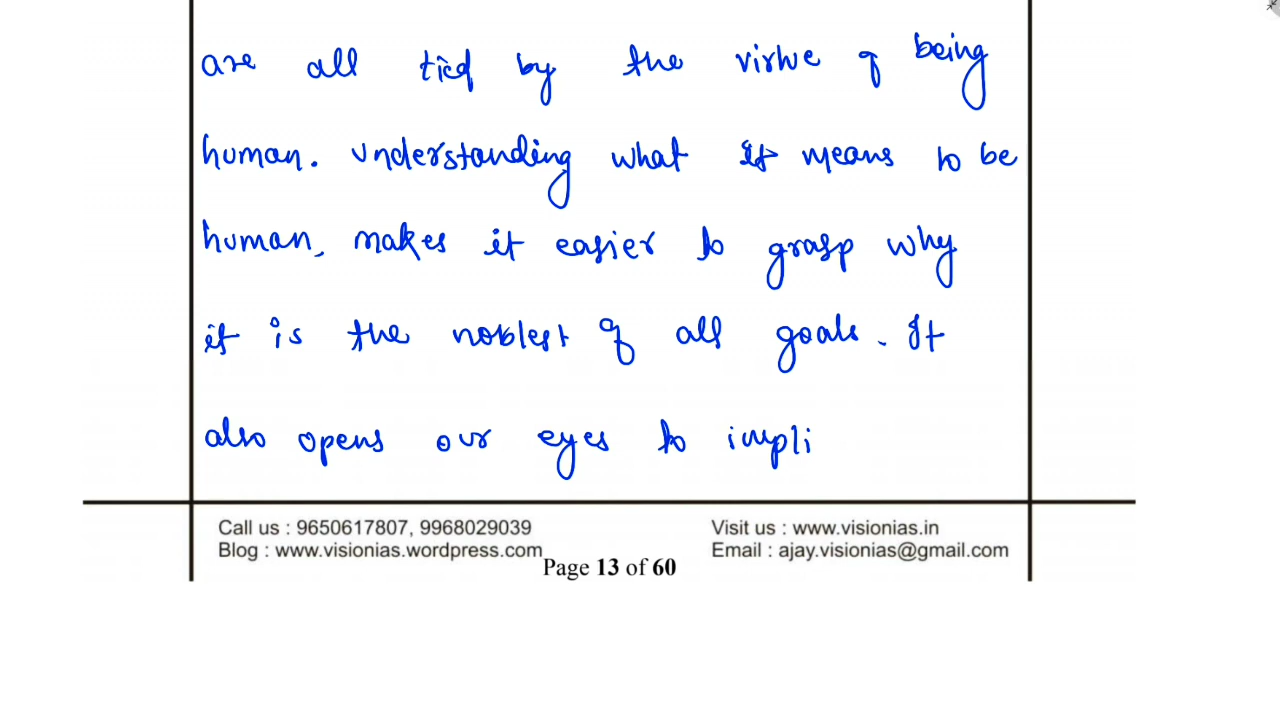 are all tied by the virtue of being
human. Understanding what it means to be
human, makes it easier to grasp why
it is the noblest of all goals. It
also opens our eyes to impli
Call us : 9650617807, 9968029039
Visit us : www.visionias.in
Blog : www.visionias.wordpress.com
Email : ajay.visionias@gmail.com
Page 13 of 60